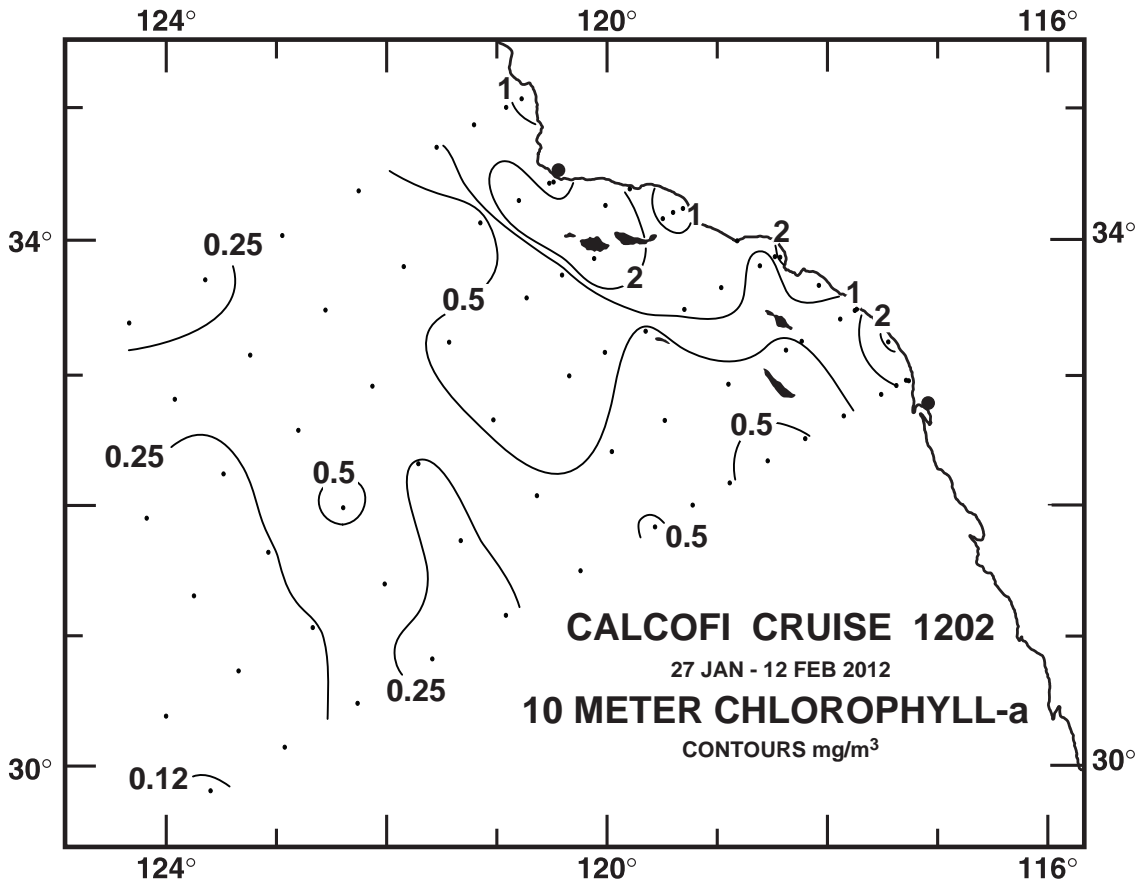 124° 120° 116°
1
34° 0.25 1 2 34°
2
0.5 1
2
0.25 0.5
0.5
0.5
CALCOFI CRUISE 1202
27 JAN - 12 FEB 2012
0.25
10 METER CHLOROPHYLL-a
CONTOURS mg/m³
30° 0.12 30°
124° 120° 116°